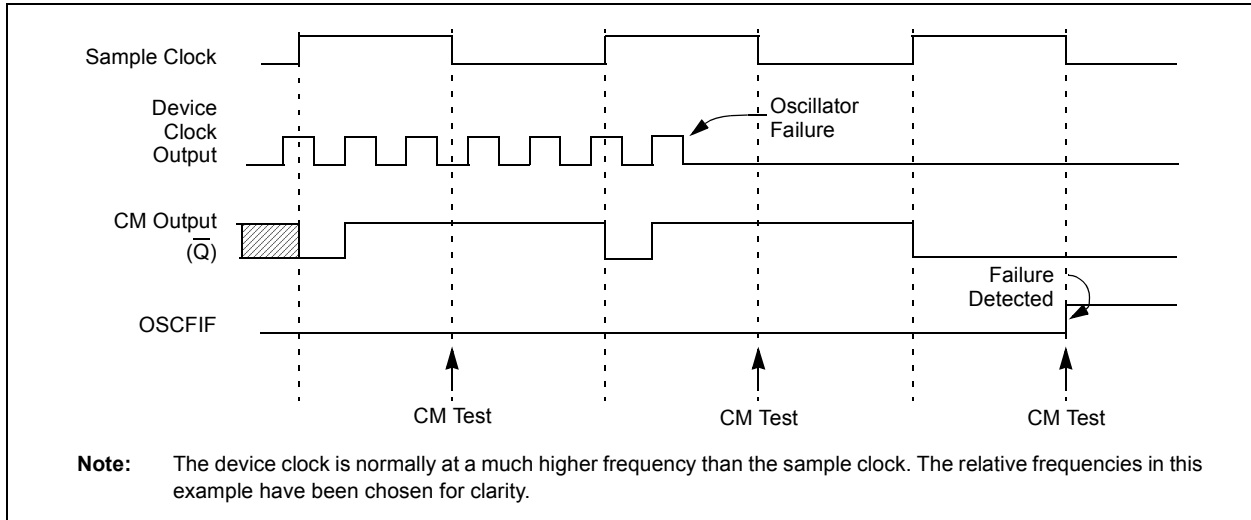 Sample Clock
Device
Clock
Output
Oscillator
Failure
CM Output
(Q̅)
Failure
Detected
OSCFIF
CM Test
CM Test
CM Test
Note: The device clock is normally at a much higher frequency than the sample clock. The relative frequencies in this
example have been chosen for clarity.